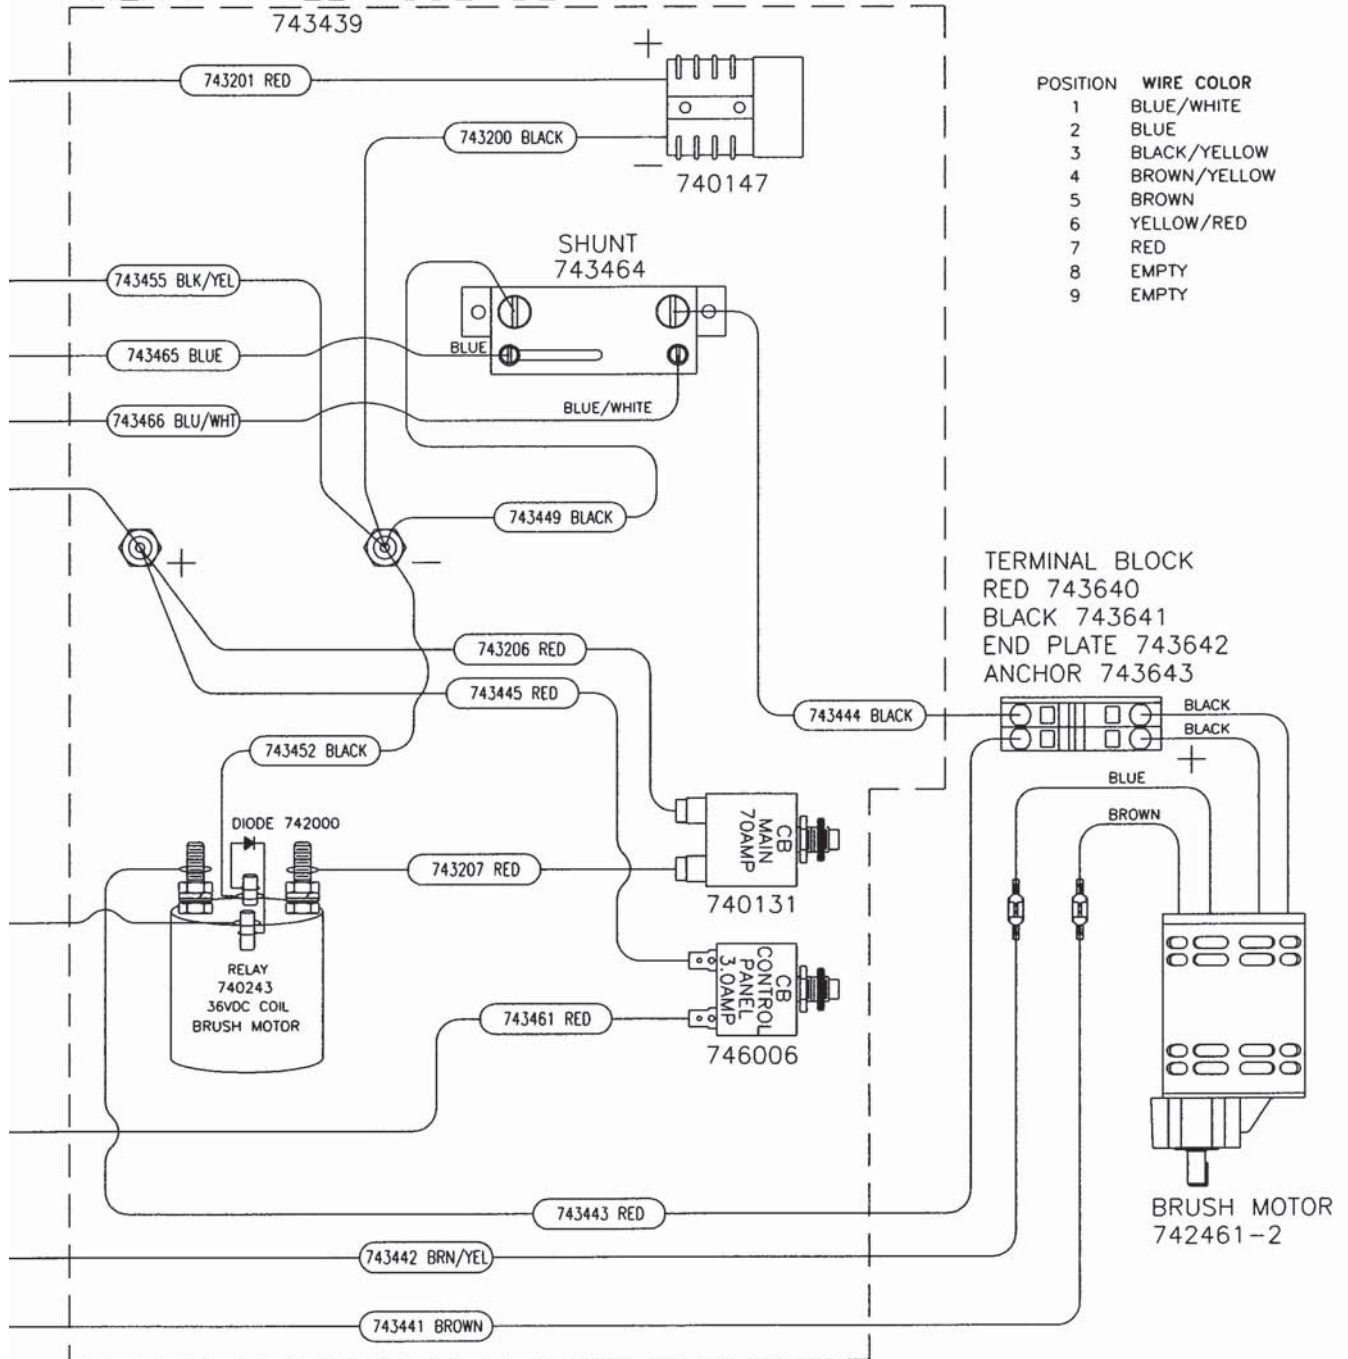 743439
+
743201 RED
743200 BLACK
—
740147
POSITION WIRE COLOR
1 BLUE/WHITE
2 BLUE
3 BLACK/YELLOW
4 BROWN/YELLOW
5 BROWN
6 YELLOW/RED
7 RED
8 EMPTY
9 EMPTY
SHUNT
743464
743455 BLK/YEL
743465 BLUE
BLUE
743466 BLU/WHT
BLUE/WHITE
743449 BLACK
+
—
TERMINAL BLOCK
RED 743640
BLACK 743641
END PLATE 743642
ANCHOR 743643
743206 RED
743445 RED
743444 BLACK
BLACK
BLACK
+
743452 BLACK
BLUE
BROWN
DIODE 742000
CB
MAIN
70AMP
740131
743207 RED
RELAY
740243
36VDC COIL
BRUSH MOTOR
CB
CONTROL
PANEL
3.0AMP
746006
743461 RED
743443 RED
BRUSH MOTOR
742461-2
743442 BRN/YEL
743441 BROWN